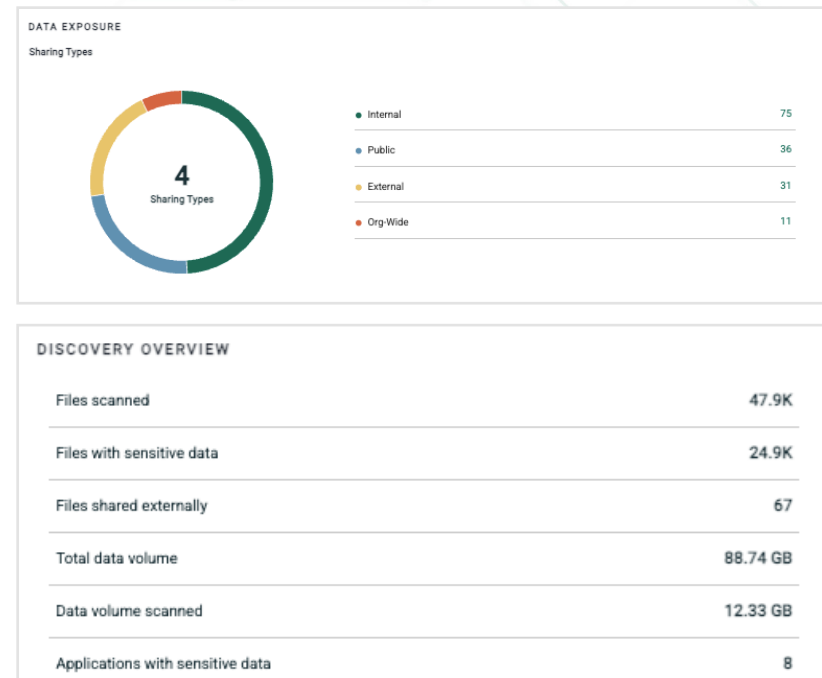 DATA EXPOSURE
Sharing Types
4
Sharing Types
Internal 75
Public 36
External 31
Org-Wide 11
DISCOVERY OVERVIEW
Files scanned 47.9K
Files with sensitive data 24.9K
Files shared externally 67
Total data volume 88.74 GB
Data volume scanned 12.33 GB
Applications with sensitive data 8